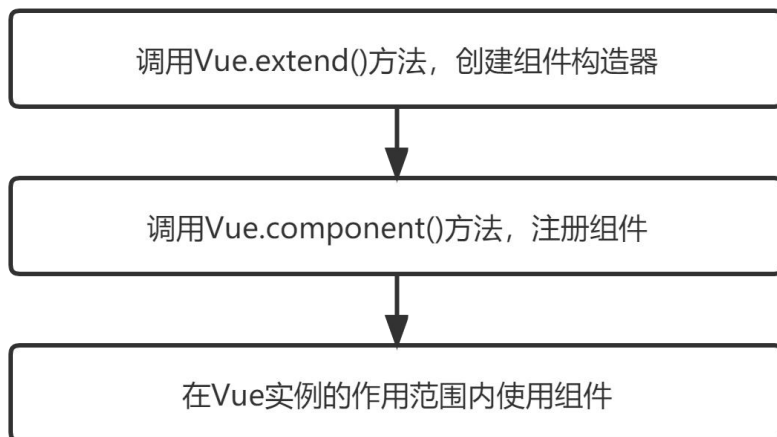 调用Vue.extend()方法，创建组件构造器
调用Vue.component()方法，注册组件
在Vue实例的作用范围内使用组件